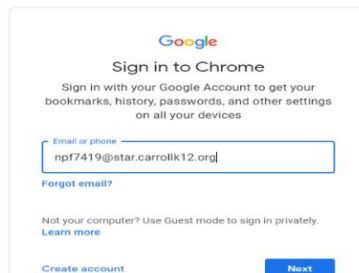 Google
Sign in to Chrome
Sign in with your Google Account to get your
bookmarks, history, passwords, and other settings
on all your devices
Email or phone
npf7419@star.carrollk12.org
Forgot email?
Not your computer? Use Guest mode to sign in privately.
Learn more
Create account
Next